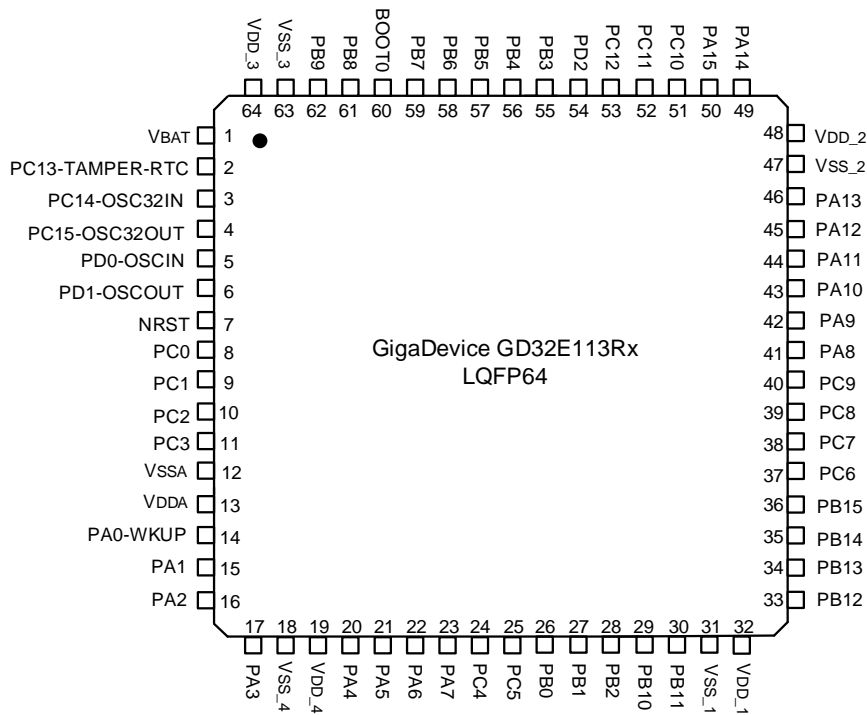 VDD_3 VSS_3 PB9 PB8 BOOT0 PB7 PB6 PB5 PB4 PB3 PD2 PC12 PC11 PC10 PA15 PA14
64 63 62 61 60 59 58 57 56 55 54 53 52 51 50 49
VBAT 1
PC13-TAMPER-RTC 2
PC14-OSC32IN 3
PC15-OSC32OUT 4
PD0-OSCIN 5
PD1-OSCOUT 6
NRST 7
PC0 8
PC1 9
PC2 10
PC3 11
VSSA 12
VDDA 13
PA0-WKUP 14
PA1 15
PA2 16
GigaDevice GD32E113Rx
LQFP64
48 VDD_2
47 VSS_2
46 PA13
45 PA12
44 PA11
43 PA10
42 PA9
41 PA8
40 PC9
39 PC8
38 PC7
37 PC6
36 PB15
35 PB14
34 PB13
33 PB12
17 18 19 20 21 22 23 24 25 26 27 28 29 30 31 32
PA3 VSS_4 VDD_4 PA4 PA5 PA6 PA7 PC4 PC5 PB0 PB1 PB2 PB10 PB11 VSS_1 VDD_1